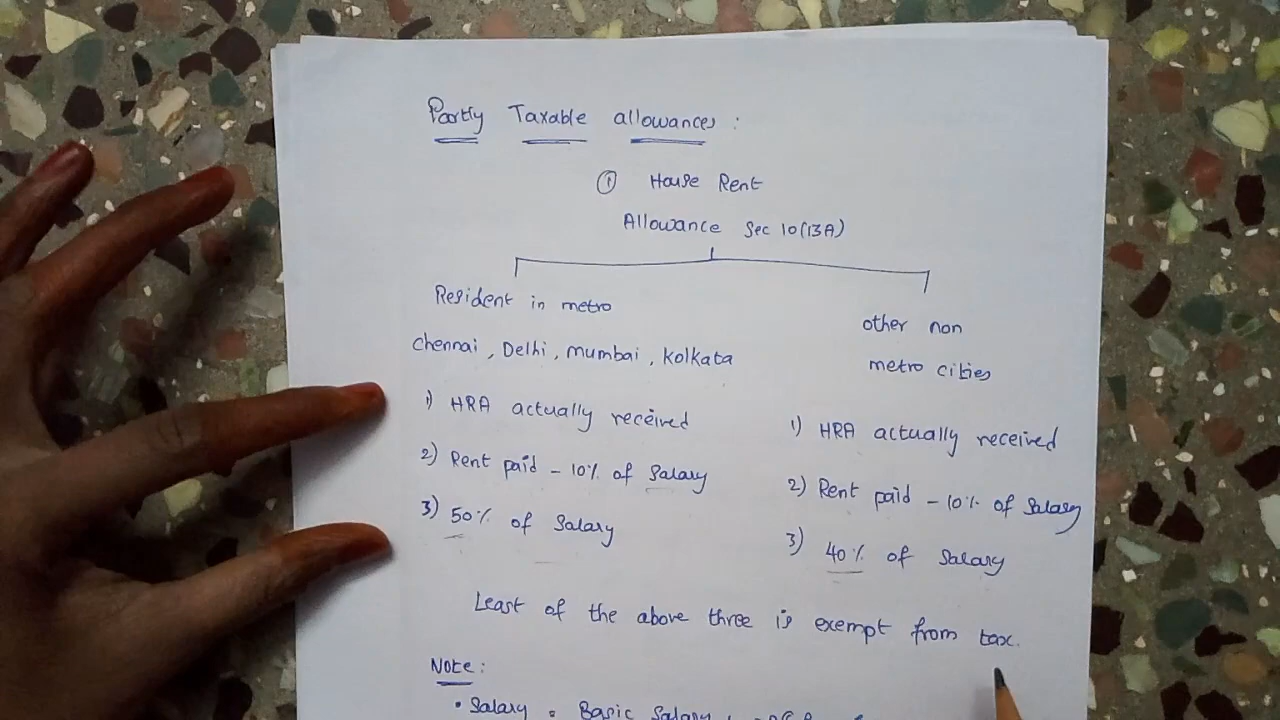 Partly Taxable allowances :
① House Rent
Allowance Sec 10(13A)
Resident in metro
Chennai, Delhi, Mumbai, Kolkata
1) HRA actually received
2) Rent paid - 10% of Salary
3) 50% of Salary
other non
metro cities
1) HRA actually received
2) Rent paid - 10% of Salary
3) 40% of Salary
Least of the above three is exempt from tax.
Note:
• Salary = Basic Salary +